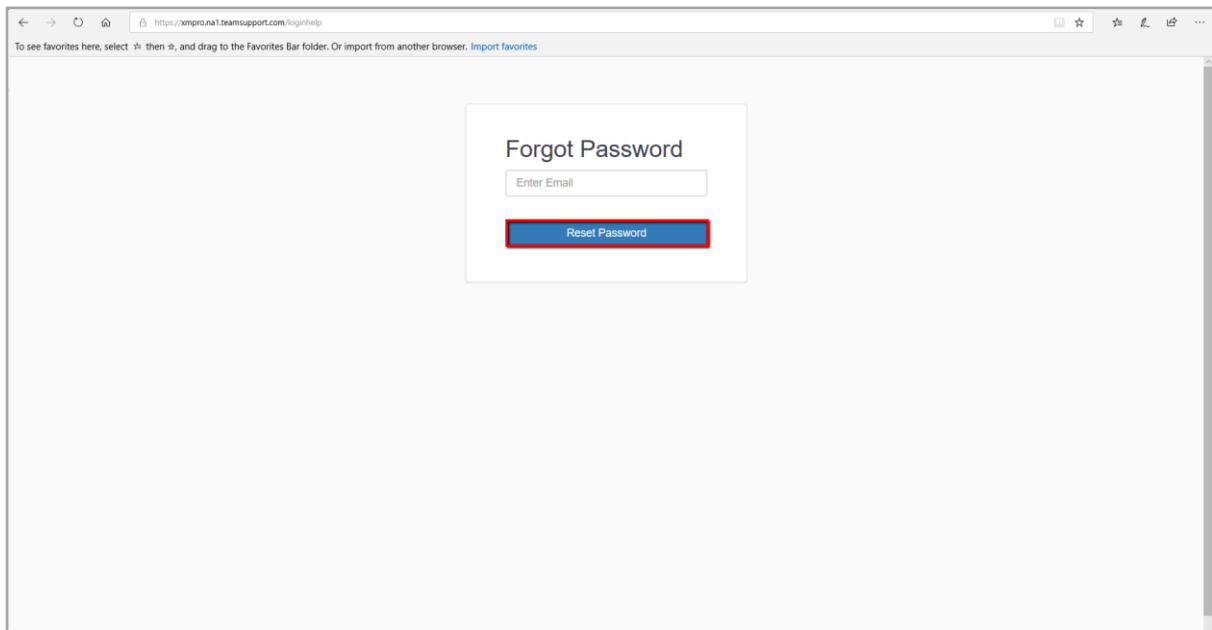 https://xmpro.na1.teamsupport.com/loginhelp
To see favorites here, select ☆ then ☆, and drag to the Favorites Bar folder. Or import from another browser. Import favorites
Forgot Password
Enter Email
Reset Password